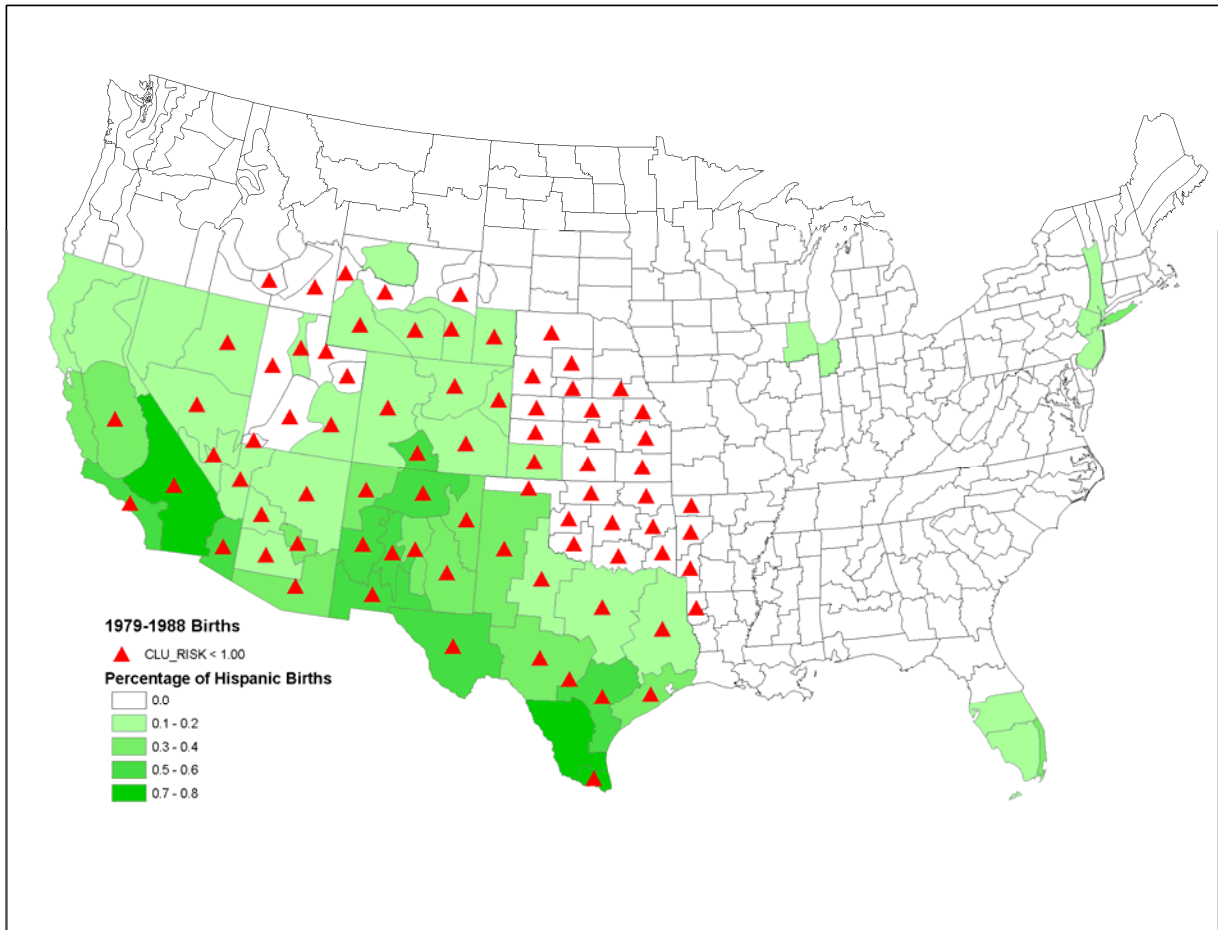 1979-1988 Births
CLU_RISK < 1.00
Percentage of Hispanic Births
0.0
0.1 - 0.2
0.3 - 0.4
0.5 - 0.6
0.7 - 0.8